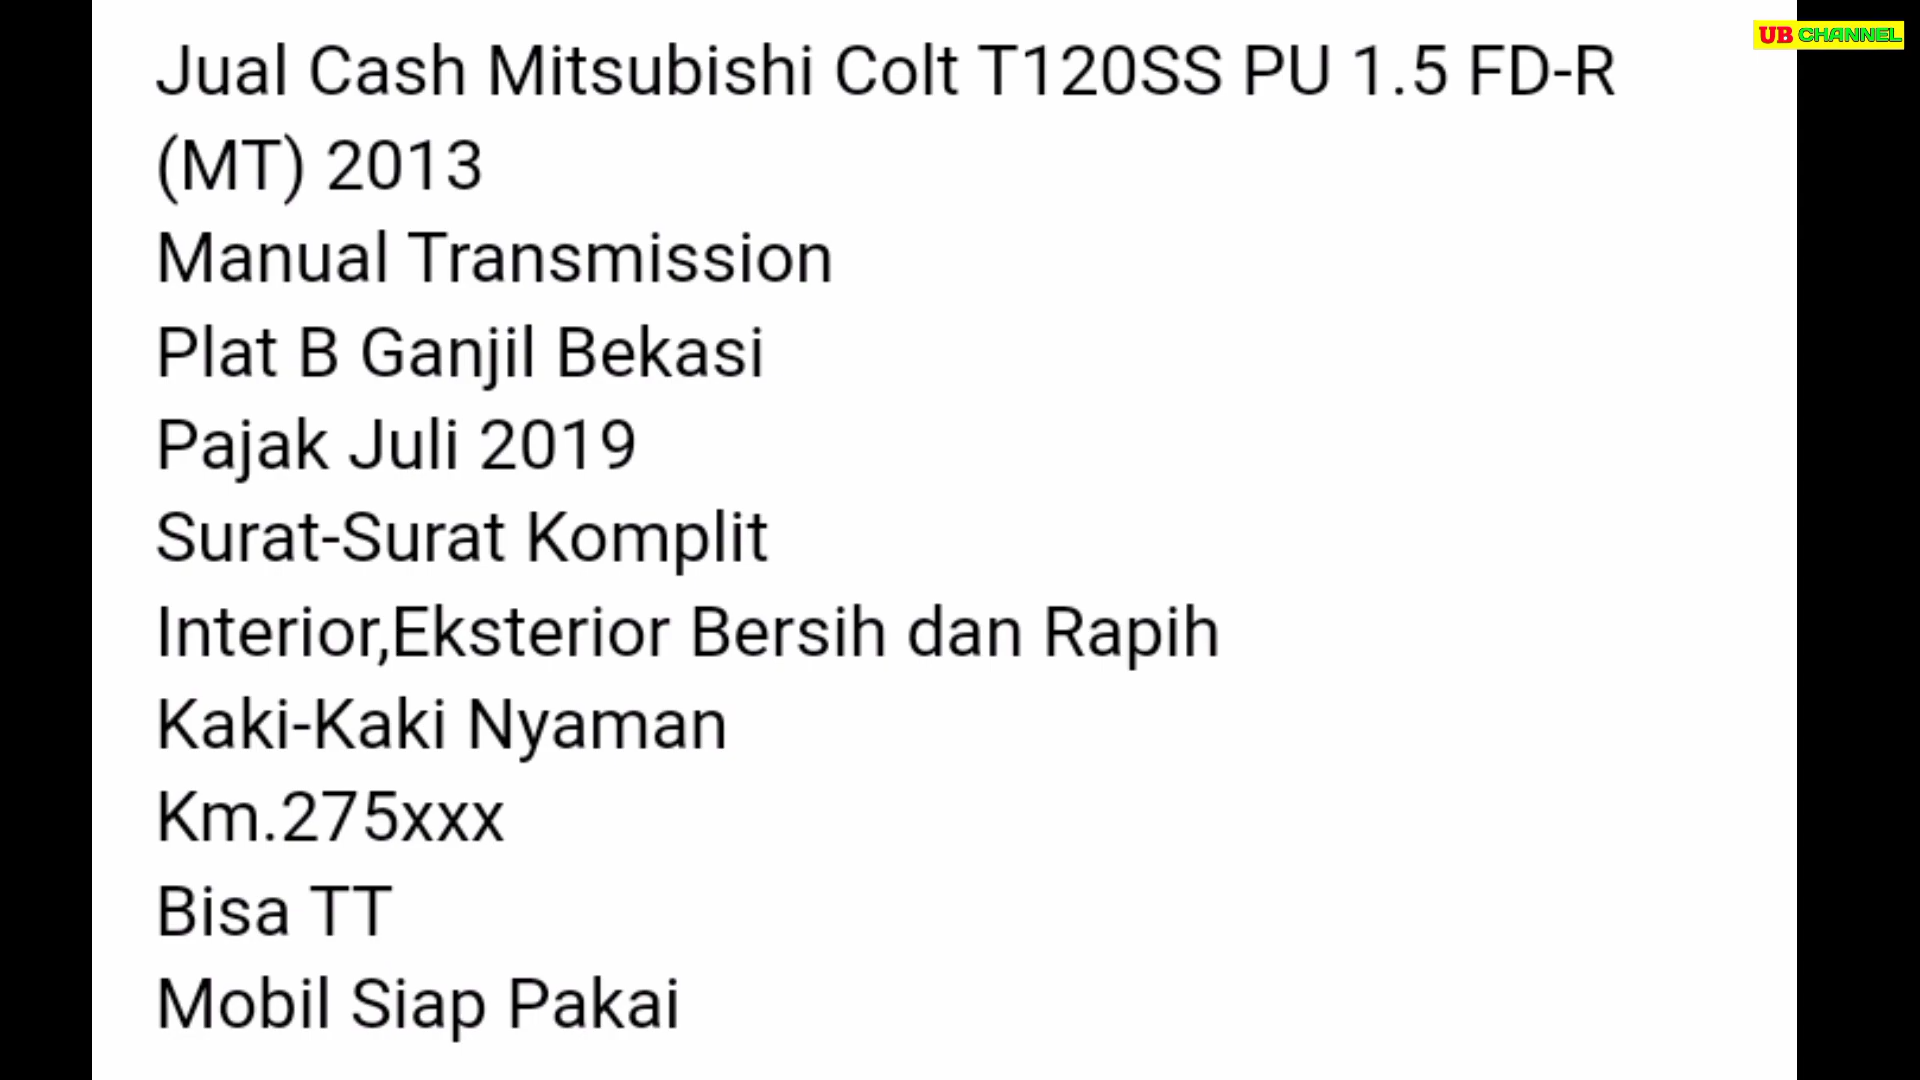 UB CHANNEL
Jual Cash Mitsubishi Colt T120SS PU 1.5 FD-R
(MT) 2013
Manual Transmission
Plat B Ganjil Bekasi
Pajak Juli 2019
Surat-Surat Komplit
Interior,Eksterior Bersih dan Rapih
Kaki-Kaki Nyaman
Km.275xxx
Bisa TT
Mobil Siap Pakai